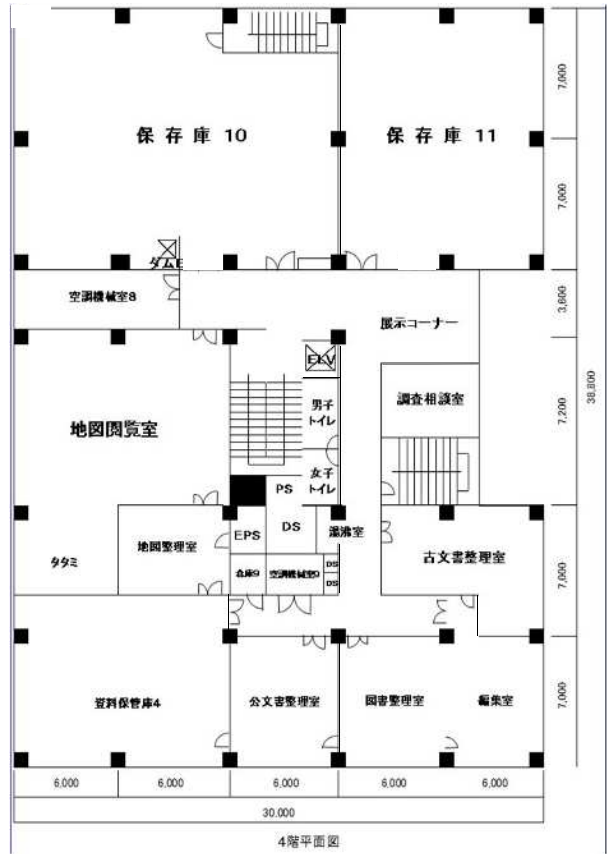 保存庫 10
保存庫 11
7,000
7,000
ダムE
空調機械室8
3,600
展示コーナー
ELV
38,800
7,200
男子
トイレ
調査相談室
地図閲覧室
女子
トイレ
PS
DS
湯沸室
EPS
地図整理室
タタミ
古文書整理室
7,000
倉庫9
空調機械室9
DS
DS
資料保管庫4
公文書整理室
図書整理室
編集室
7,000
6,000
6,000
6,000
6,000
6,000
30.000
4階平面図